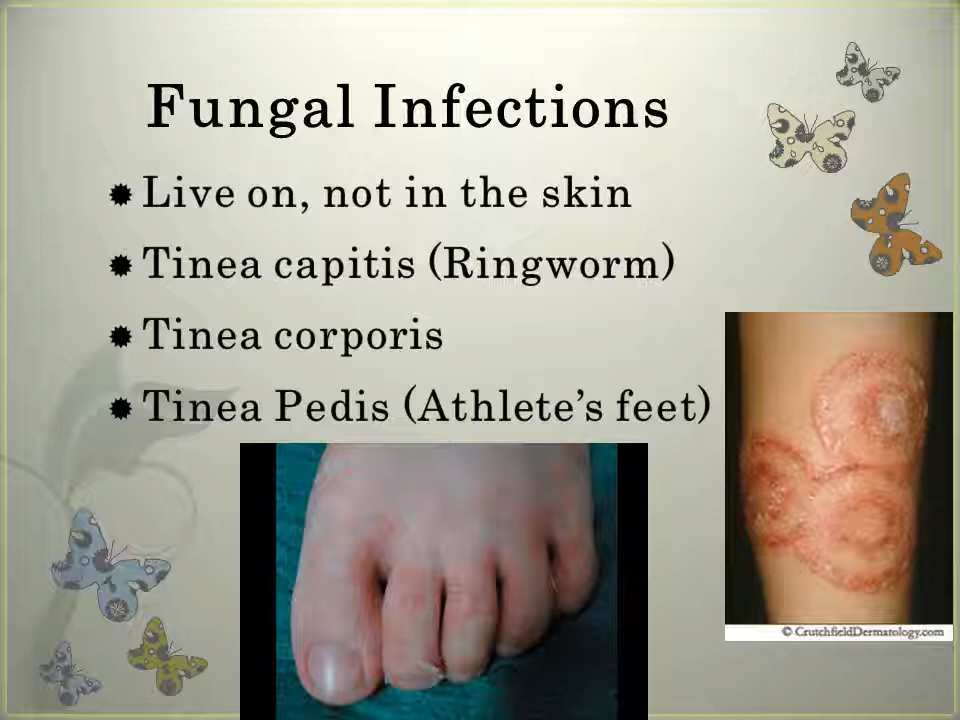 Fungal Infections
Live on, not in the skin
Tinea capitis (Ringworm)
Tinea corporis
Tinea Pedis (Athlete's feet)
© CrutchfieldDermatology.com